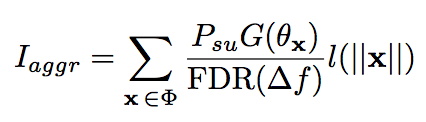 I_{aggr} = \sum_{\mathbf{x} \in \Phi} \frac{P_{su} G(\theta_{\mathbf{x}})}{\mathrm{FDR}(\Delta f)} l(||\mathbf{x}||)